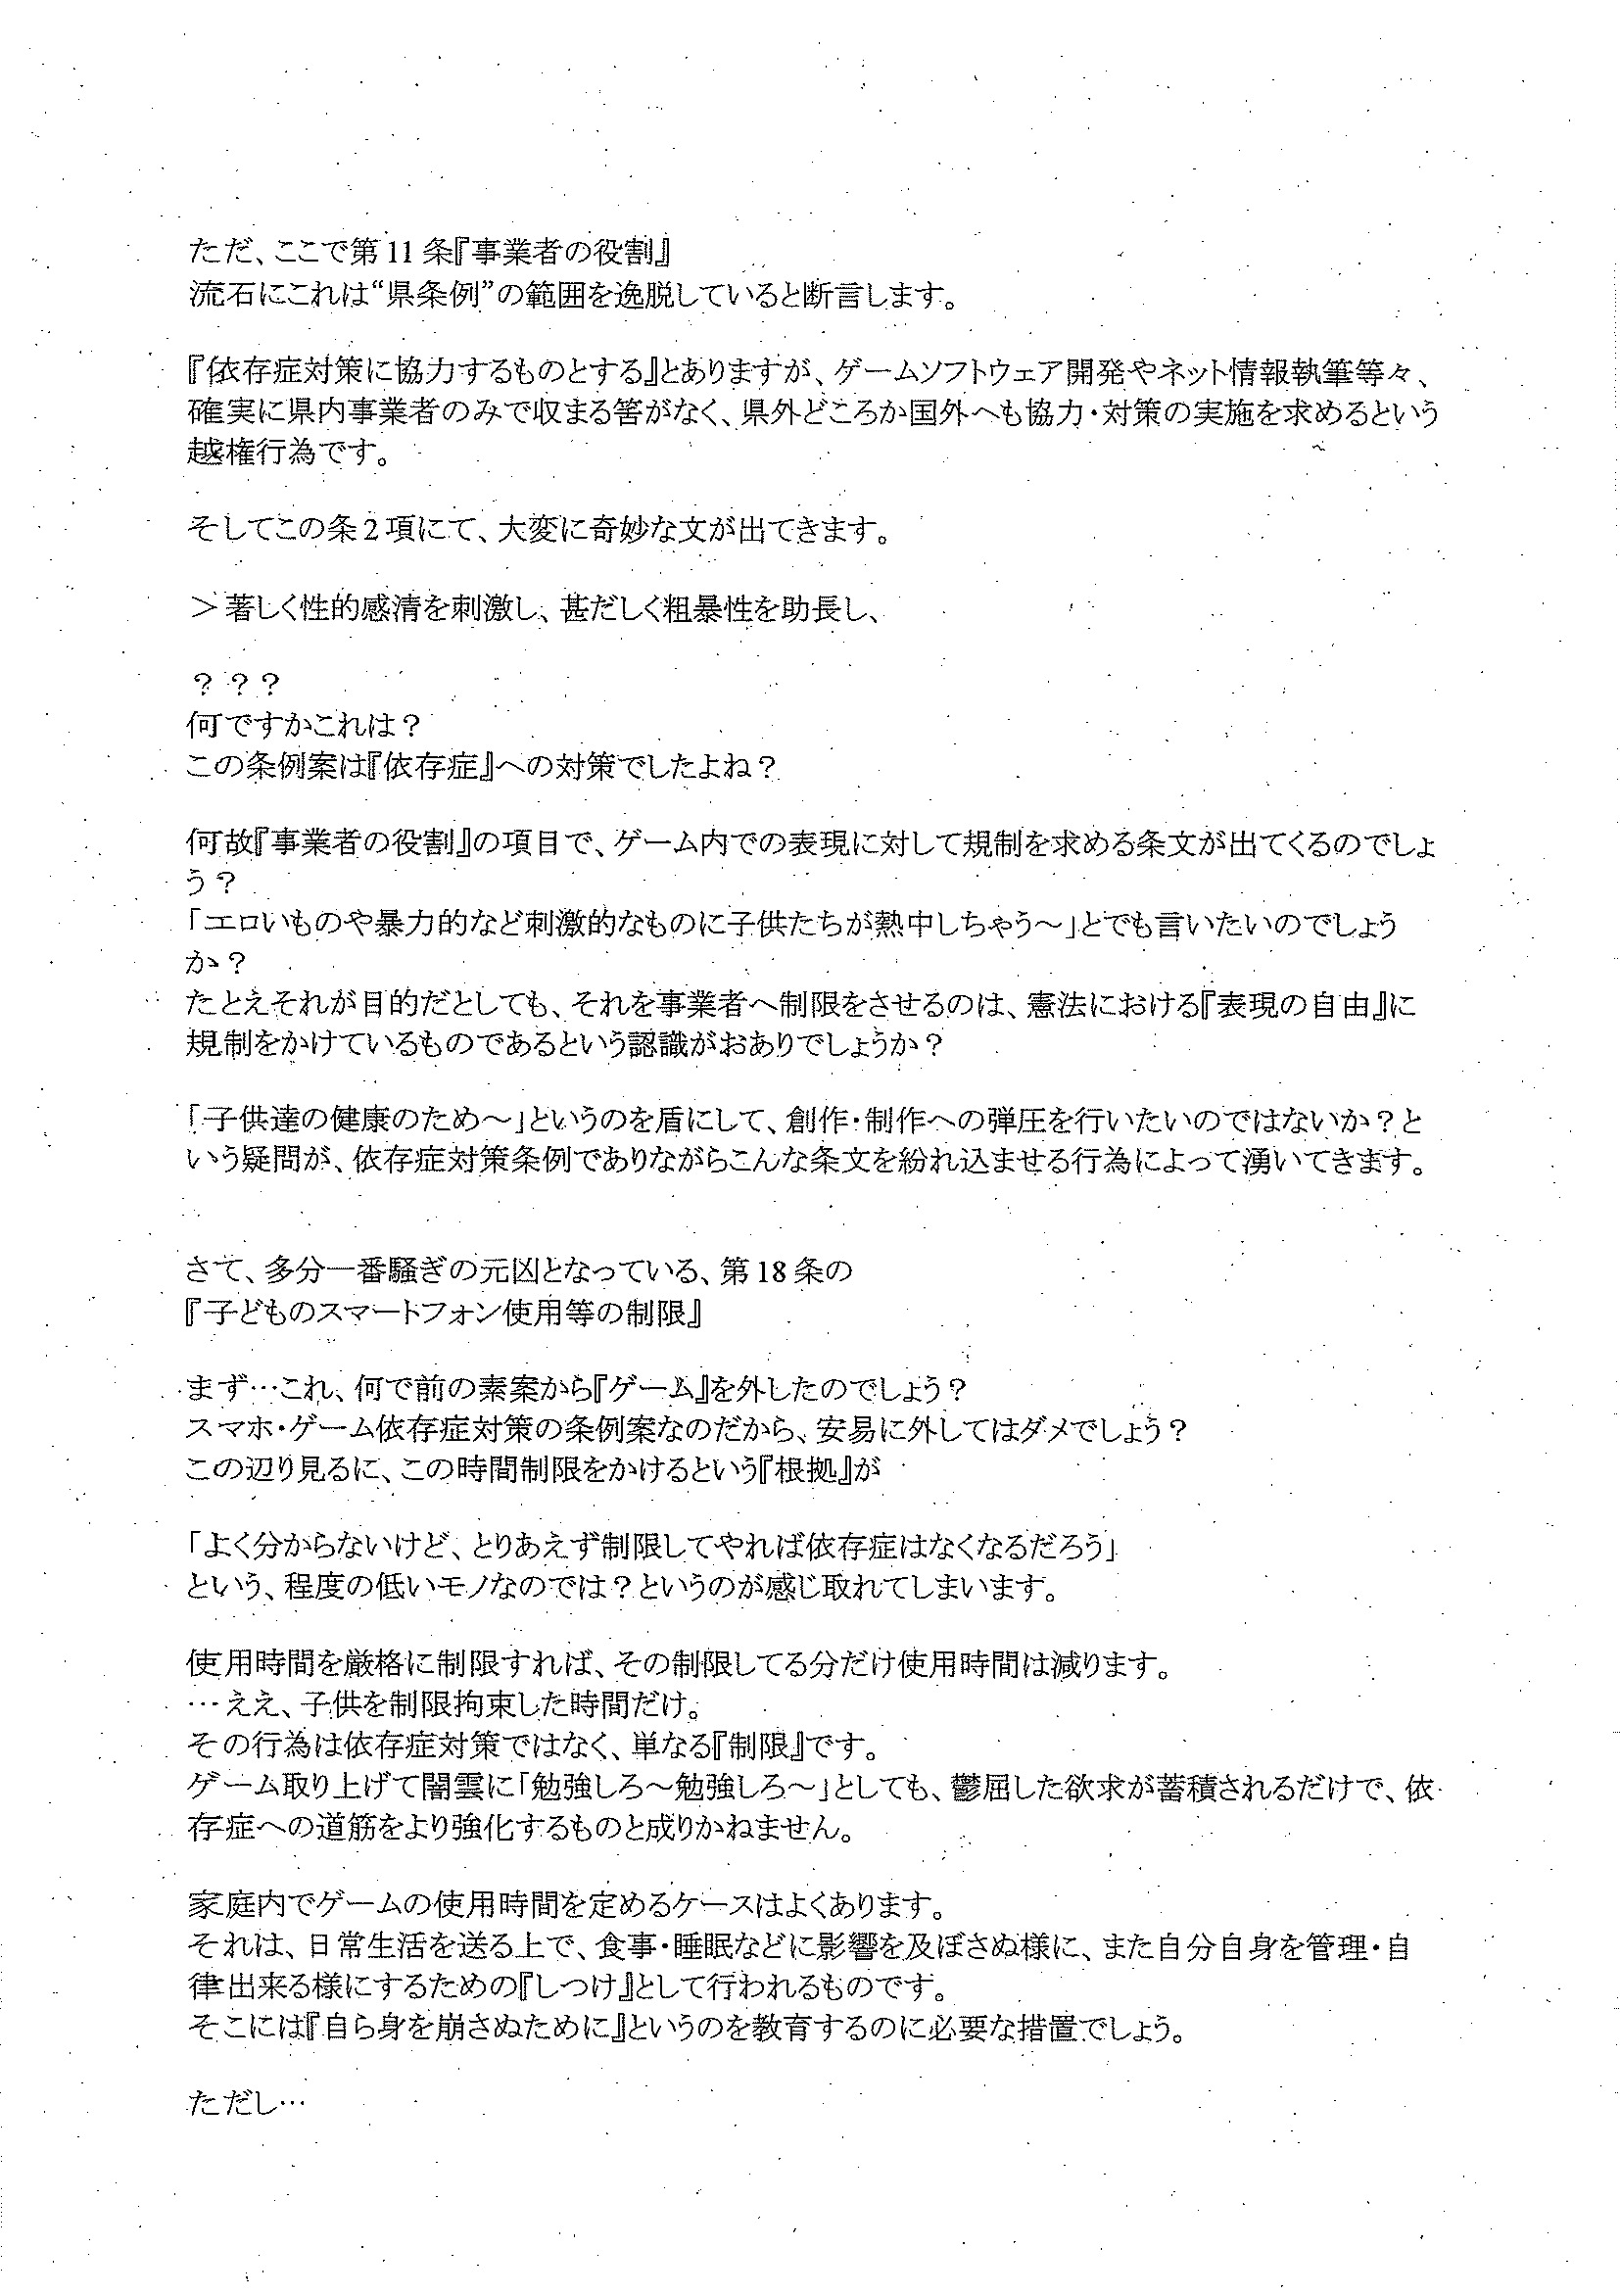 ただ、ここで第11条『事業者の役割』
流石にこれは“県条例”の範囲を逸脱していると断言します。
『依存症対策に協力するものとする』とありますが、ゲームソフトウェア開発やネット情報執筆等々、
確実に県内事業者のみで収まる筈がなく、県外どころか国外へも協力・対策の実施を求めるという
越権行為です。
そしてこの条2項にて、大変に奇妙な文が出てきます。
＞著しく性的感清を刺激し、甚だしく粗暴性を助長し、
？？？
何ですかこれは？
この条例案は『依存症』への対策でしたよね？
何故『事業者の役割』の項目で、ゲーム内での表現に対して規制を求める条文が出てくるのでしょ
う？
「エロいものや暴力的など刺激的なものに子供たちが熱中しちゃう～」とでも言いたいのでしょう
か？
たとえそれが目的だとしても、それを事業者へ制限をさせるのは、憲法における『表現の自由』に
規制をかけているものであるという認識がおありでしょうか？
「子供達の健康のため～」というのを盾にして、創作・制作への弾圧を行いたいのではないか？と
いう疑問が、依存症対策条例でありながらこんな条文を紛れ込ませる行為によって湧いてきます。
さて、多分一番騒ぎの元凶となっている、第18条の
『子どものスマートフォン使用等の制限』
まず…これ、何で前の素案から『ゲーム』を外したのでしょう？
スマホ・ゲーム依存症対策の条例案なのだから、安易に外してはダメでしょう？
この辺り見るに、この時間制限をかけるという『根拠』が
「よく分からないけど、とりあえず制限してやれば依存症はなくなるだろう」
という、程度の低いモノなのでは？というのが感じ取れてしまいます。
使用時間を厳格に制限すれば、その制限してる分だけ使用時間は減ります。
…ええ、子供を制限拘束した時間だけ。
その行為は依存症対策ではなく、単なる『制限』です。
ゲーム取り上げて闇雲に「勉強しろ～勉強しろ～」としても、鬱屈した欲求が蓄積されるだけで、依
存症への道筋をより強化するものと成りかねません。
家庭内でゲームの使用時間を定めるケースはよくあります。
それは、日常生活を送る上で、食事・睡眠などに影響を及ぼさぬ様に、また自分自身を管理・自
律出来る様にするための『しつけ』として行われるものです。
そこには『自ら身を崩さぬために』というのを教育するのに必要な措置でしょう。
ただし…